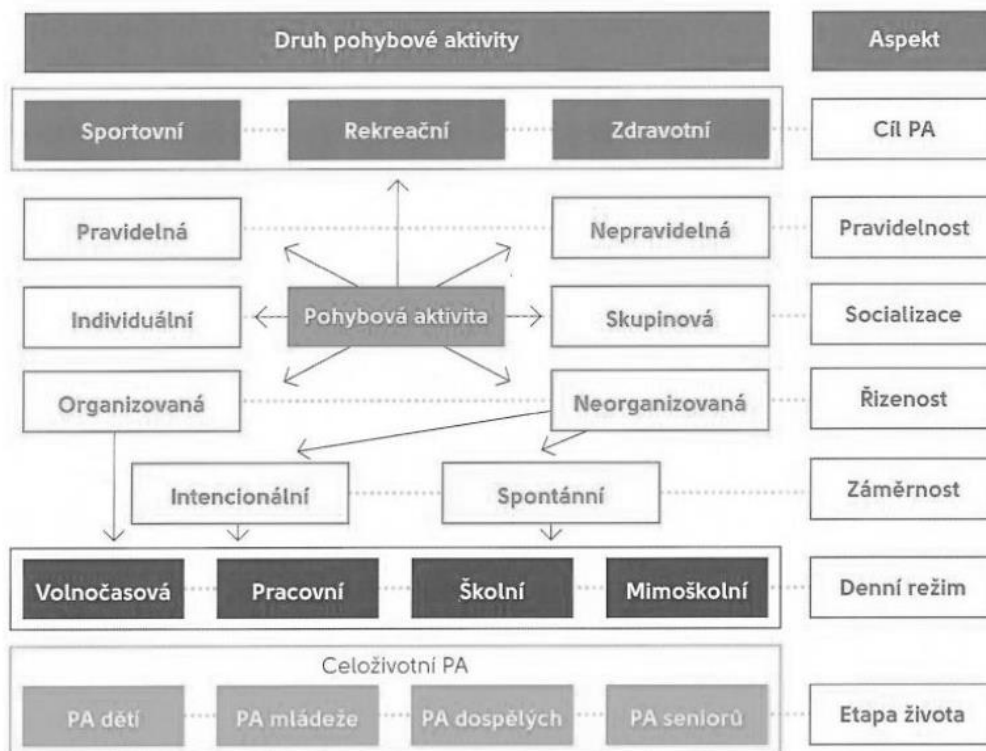 Druh pohybové aktivity Aspekt
Sportovní Rekreační Zdravotní Cíl PA
Pravidelná Nepravidelná Pravidelnost
Individuální Pohybová aktivita Skupinová Socializace
Organizovaná Neorganizovaná Řízenost
Intencionální Spontánní Záměrnost
Volnočasová Pracovní Školní Mimoškolní Denní režim
Celoživotní PA
PA dětí PA mládeže PA dospělých PA seniorů Etapa života